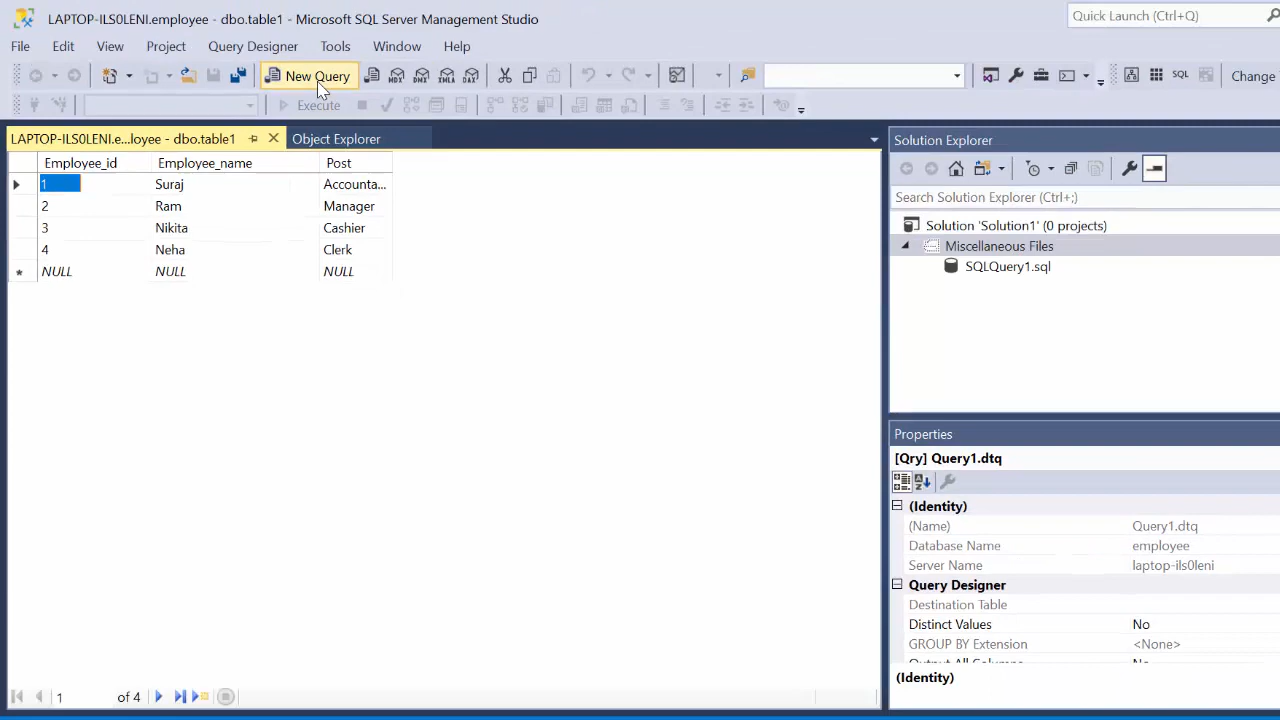 LAPTOP-ILS0LENI.employee - dbo.table1 - Microsoft SQL Server Management Studio
Quick Launch (Ctrl+Q)
File Edit View Project Query Designer Tools Window Help
New Query MDX DMX XMLA DAX SQL Change
Execute
LAPTOP-ILS0LENI.e...loyee - dbo.table1 Object Explorer
Employee_id Employee_name Post
1 Suraj Accounta...
2 Ram Manager
3 Nikita Cashier
4 Neha Clerk
NULL NULL NULL
1 of 4
Solution Explorer
Search Solution Explorer (Ctrl+;)
Solution 'Solution1' (0 projects)
Miscellaneous Files
SQLQuery1.sql
Properties
[Qry] Query1.dtq
(Identity)
(Name) Query1.dtq
Database Name employee
Server Name laptop-ils0leni
Query Designer
Destination Table
Distinct Values No
GROUP BY Extension <None>
(Identity)